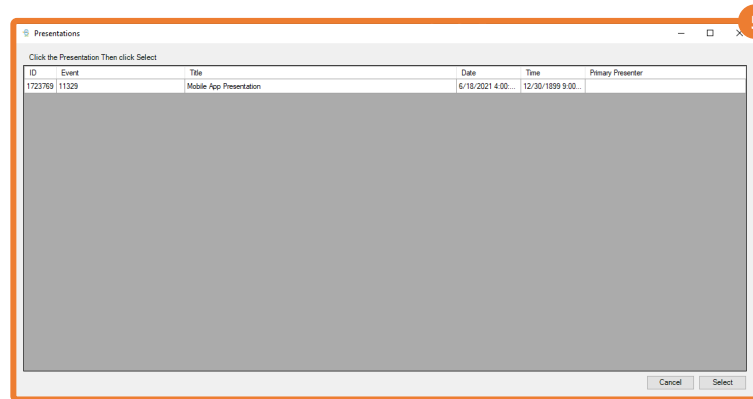 Presentations
Click the Presentation Then click Select
ID Event Title Date Time Primary Presenter
1723769 11329 Mobile App Presentation 6/18/2021 4:00:... 12/30/1899 9:00...
Cancel Select